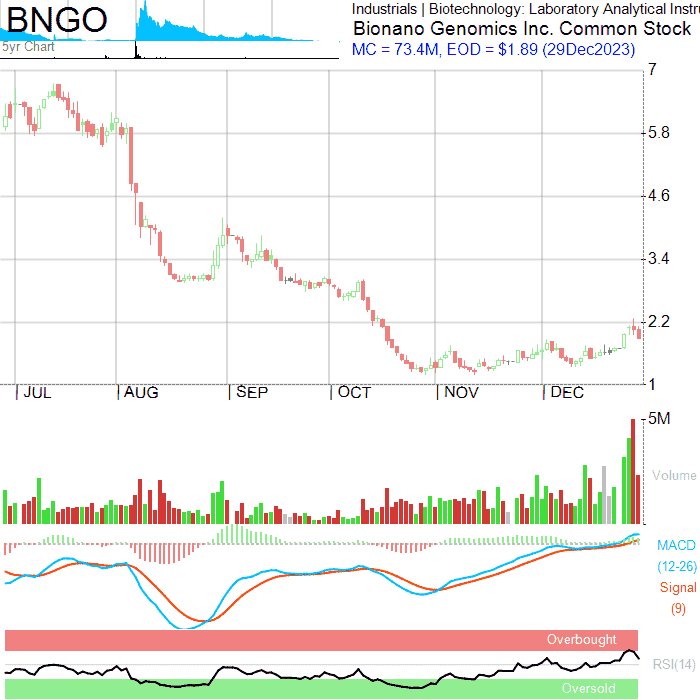 BNGO
5yr Chart
Industrials | Biotechnology: Laboratory Analytical Instru
Bionano Genomics Inc. Common Stock
MC = 73.4M, EOD = $1.89 (29Dec2023)
7
5.8
4.6
3.4
2.2
1
JUL AUG SEP OCT NOV DEC
5M
Volume
MACD
(12-26)
Signal
(9)
Overbought
RSI(14)
Oversold